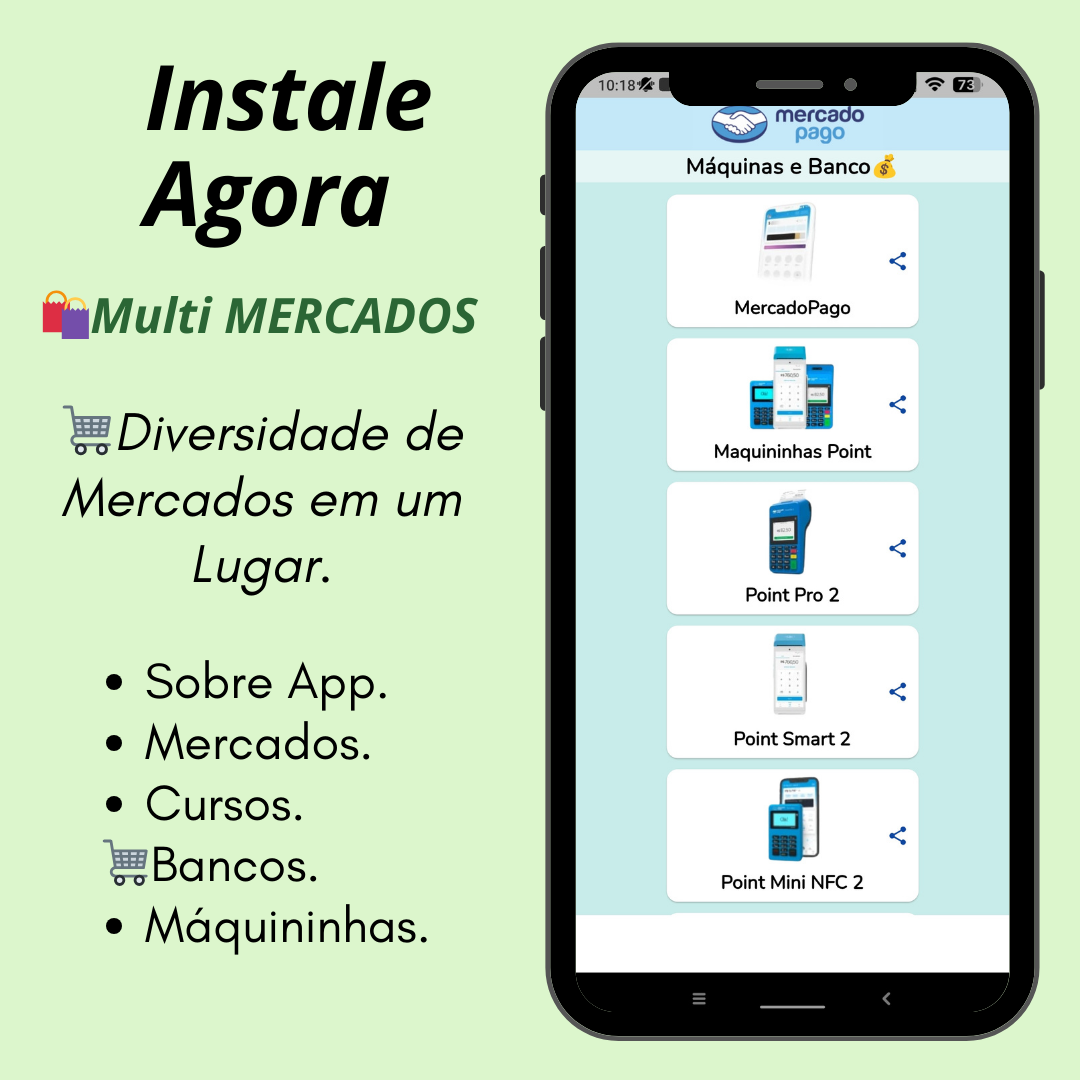 Instale
Agora
Multi MERCADOS
Diversidade de
Mercados em um
Lugar.
Sobre App.
Mercados.
Cursos.
Bancos.
Máquininhas.
10:18
73
mercado
pago
Máquinas e Banco
MercadoPago
Maquininhas Point
Point Pro 2
Point Smart 2
Point Mini NFC 2